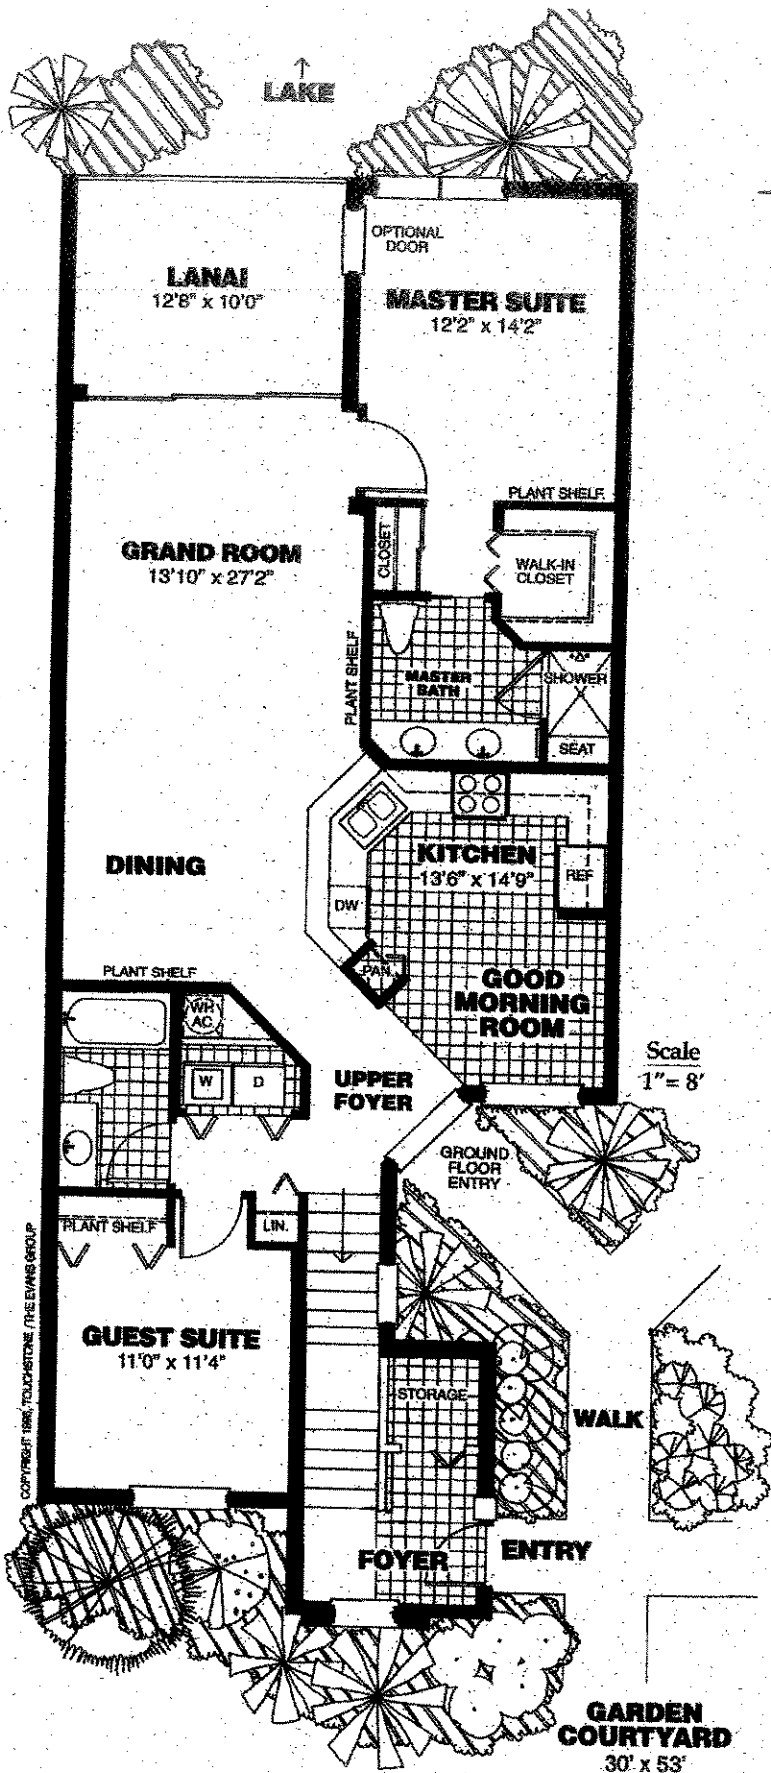 LAKE
OPTIONAL
DOOR
LANAI
12'8" x 10'0"
MASTER SUITE
12'2" x 14'2"
PLANT SHELF
GRAND ROOM
13'10" x 27'2"
CLOSET
WALK-IN
CLOSET
PLANT SHELF
MASTER
BATH
SHOWER
SEAT
KITCHEN
13'6" x 14'9"
REF
DINING
DW
PAN.
PLANT SHELF
GOOD
MORNING
ROOM
WH
AC
W
D
UPPER
FOYER
Scale
1"= 8'
GROUND
FLOOR
ENTRY
PLANT SHELF
LIN.
GUEST SUITE
11'0" x 11'4"
STORAGE
WALK
FOYER
ENTRY
GARDEN
COURTYARD
30' x 53'